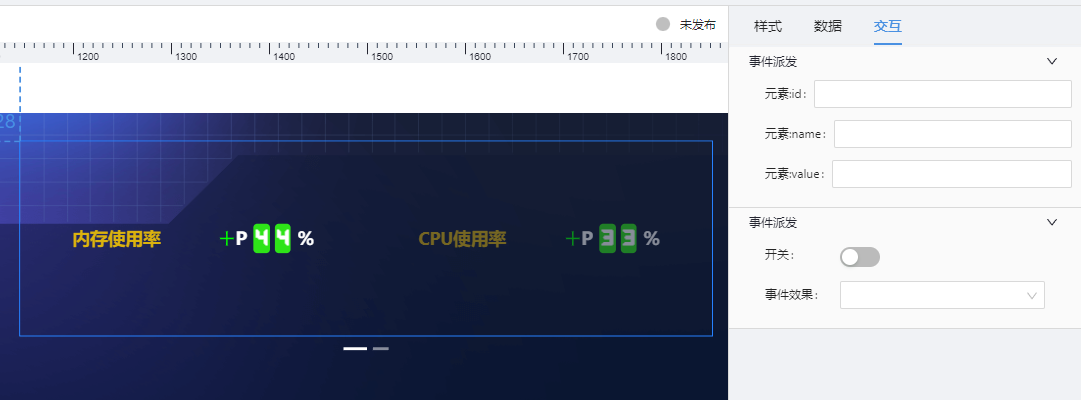 未发布
样式 数据 交互
1200 1300 1400 1500 1600 1700 1800
事件派发
元素:id：
28
元素:name：
元素:value：
事件派发
内存使用率 +P 44 % CPU使用率 +P 33 %
开关：
事件效果：